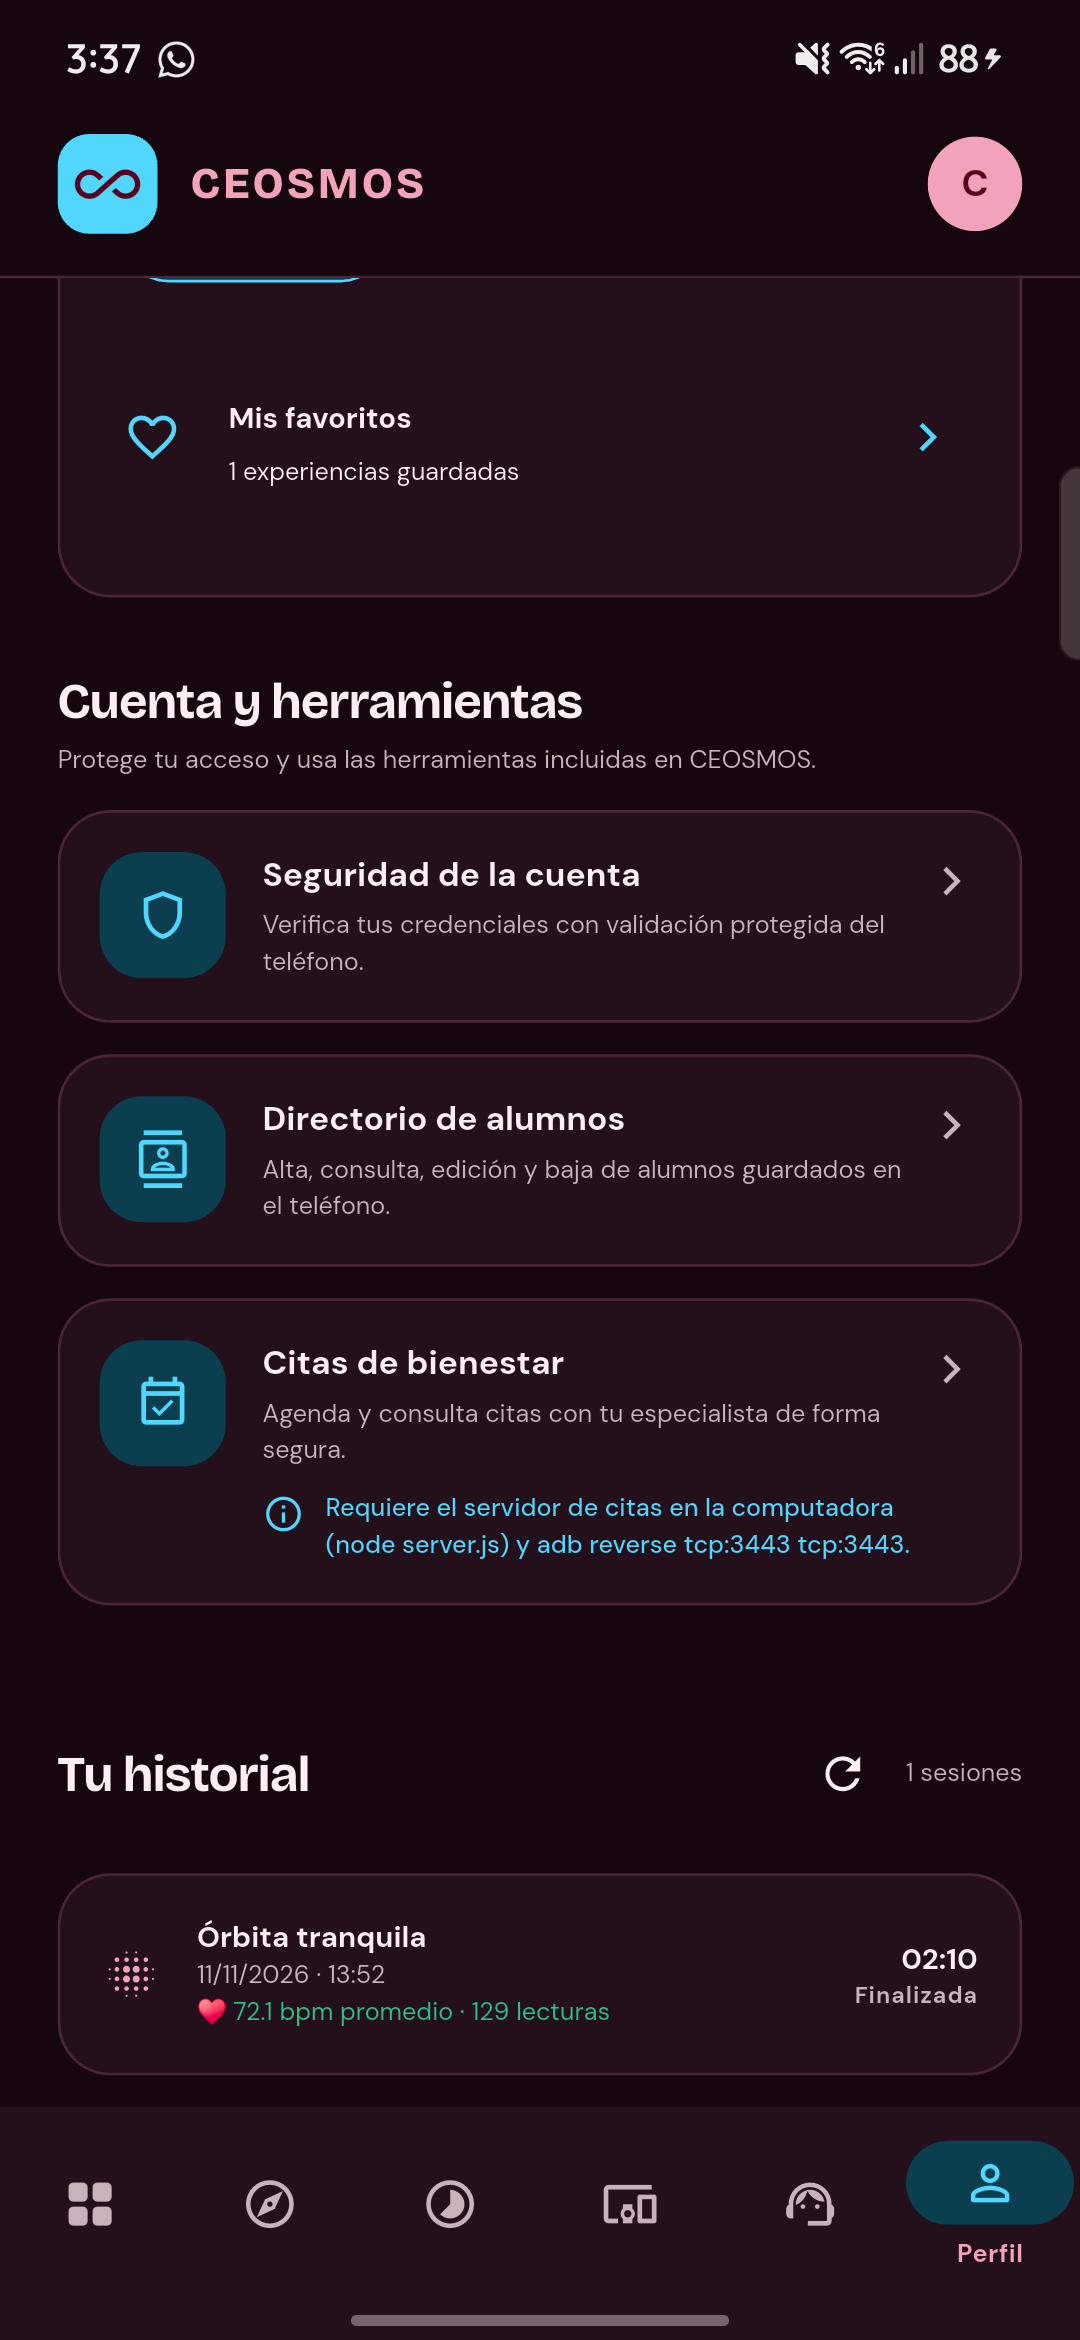 3:37
6
88
CEOSMOS
C
Mis favoritos
1 experiencias guardadas
Cuenta y herramientas
Protege tu acceso y usa las herramientas incluidas en CEOSMOS.
Seguridad de la cuenta
Verifica tus credenciales con validación protegida del
teléfono.
Directorio de alumnos
Alta, consulta, edición y baja de alumnos guardados en
el teléfono.
Citas de bienestar
Agenda y consulta citas con tu especialista de forma
segura.
Requiere el servidor de citas en la computadora
(node server.js) y adb reverse tcp:3443 tcp:3443.
Tu historial
1 sesiones
Órbita tranquila
11/11/2026 · 13:52
❤️ 72.1 bpm promedio · 129 lecturas
02:10
Finalizada
Perfil